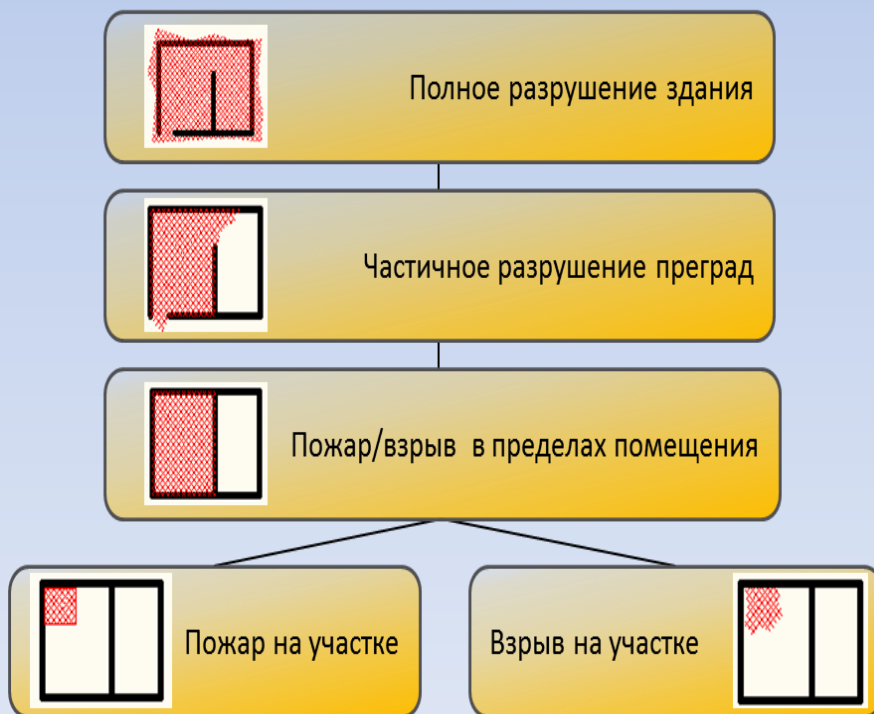 Полное разрушение здания
Частичное разрушение преград
Пожар/взрыв в пределах помещения
Пожар на участке
Взрыв на участке